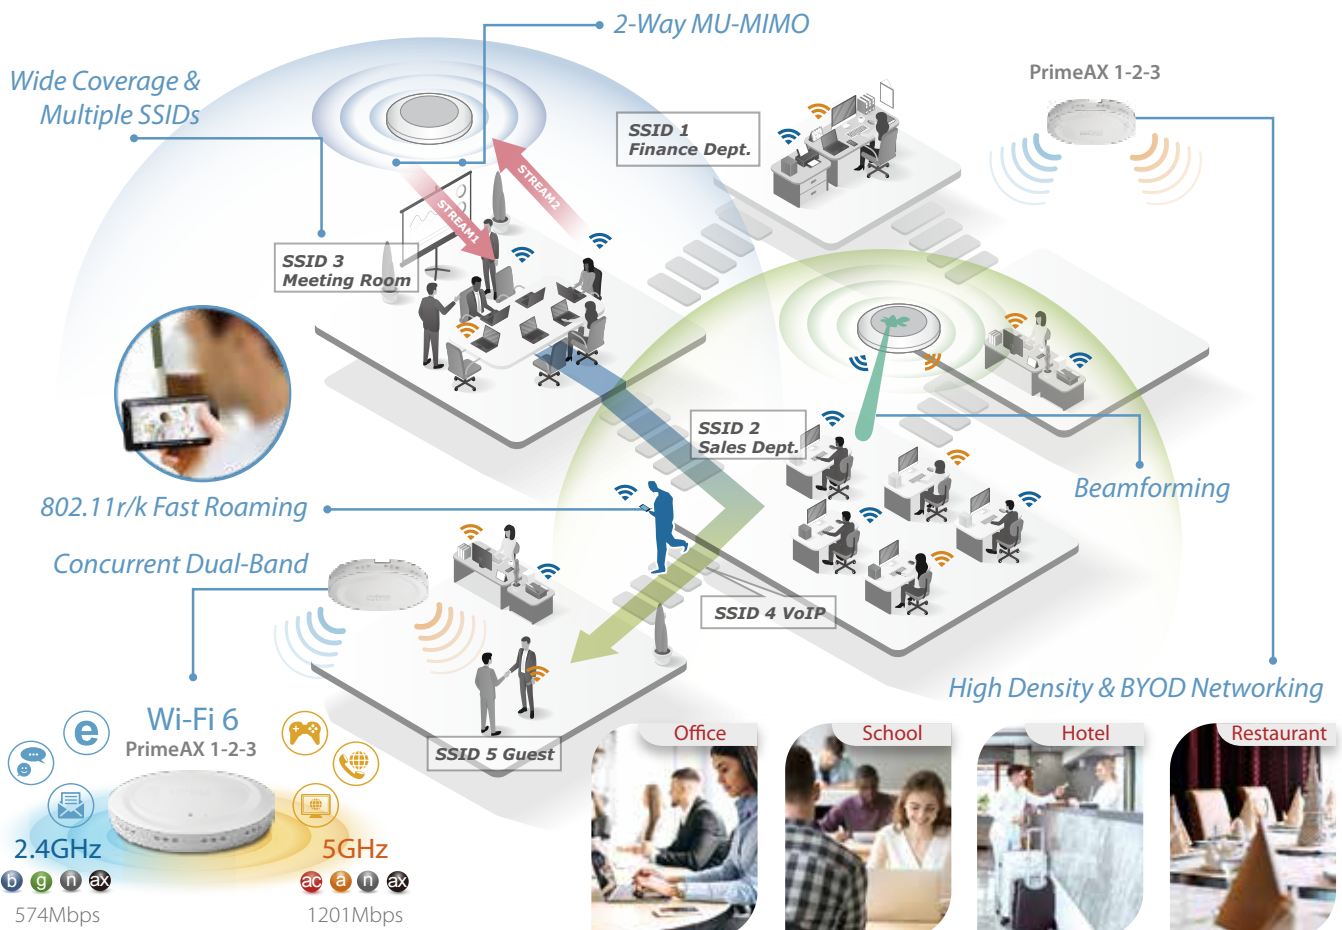 2-Way MU-MIMO
Wide Coverage &
Multiple SSIDs
PrimeAX 1-2-3
SSID 1
Finance Dept.
STREAM1
STREAM2
SSID 3
Meeting Room
SSID 2
Sales Dept.
Beamforming
802.11r/k Fast Roaming
Concurrent Dual-Band
SSID 4 VoIP
SSID 5 Guest
High Density & BYOD Networking
Wi-Fi 6
PrimeAX 1-2-3
e
2.4GHz
b g n ax
574Mbps
5GHz
ac a n ax
1201Mbps
Office
School
Hotel
Restaurant